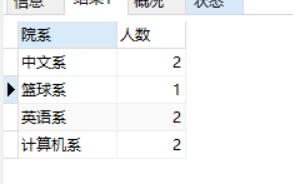 信息 结果1 概况 状态
院系 人数
中文系 2
篮球系 1
英语系 2
计算机系 2